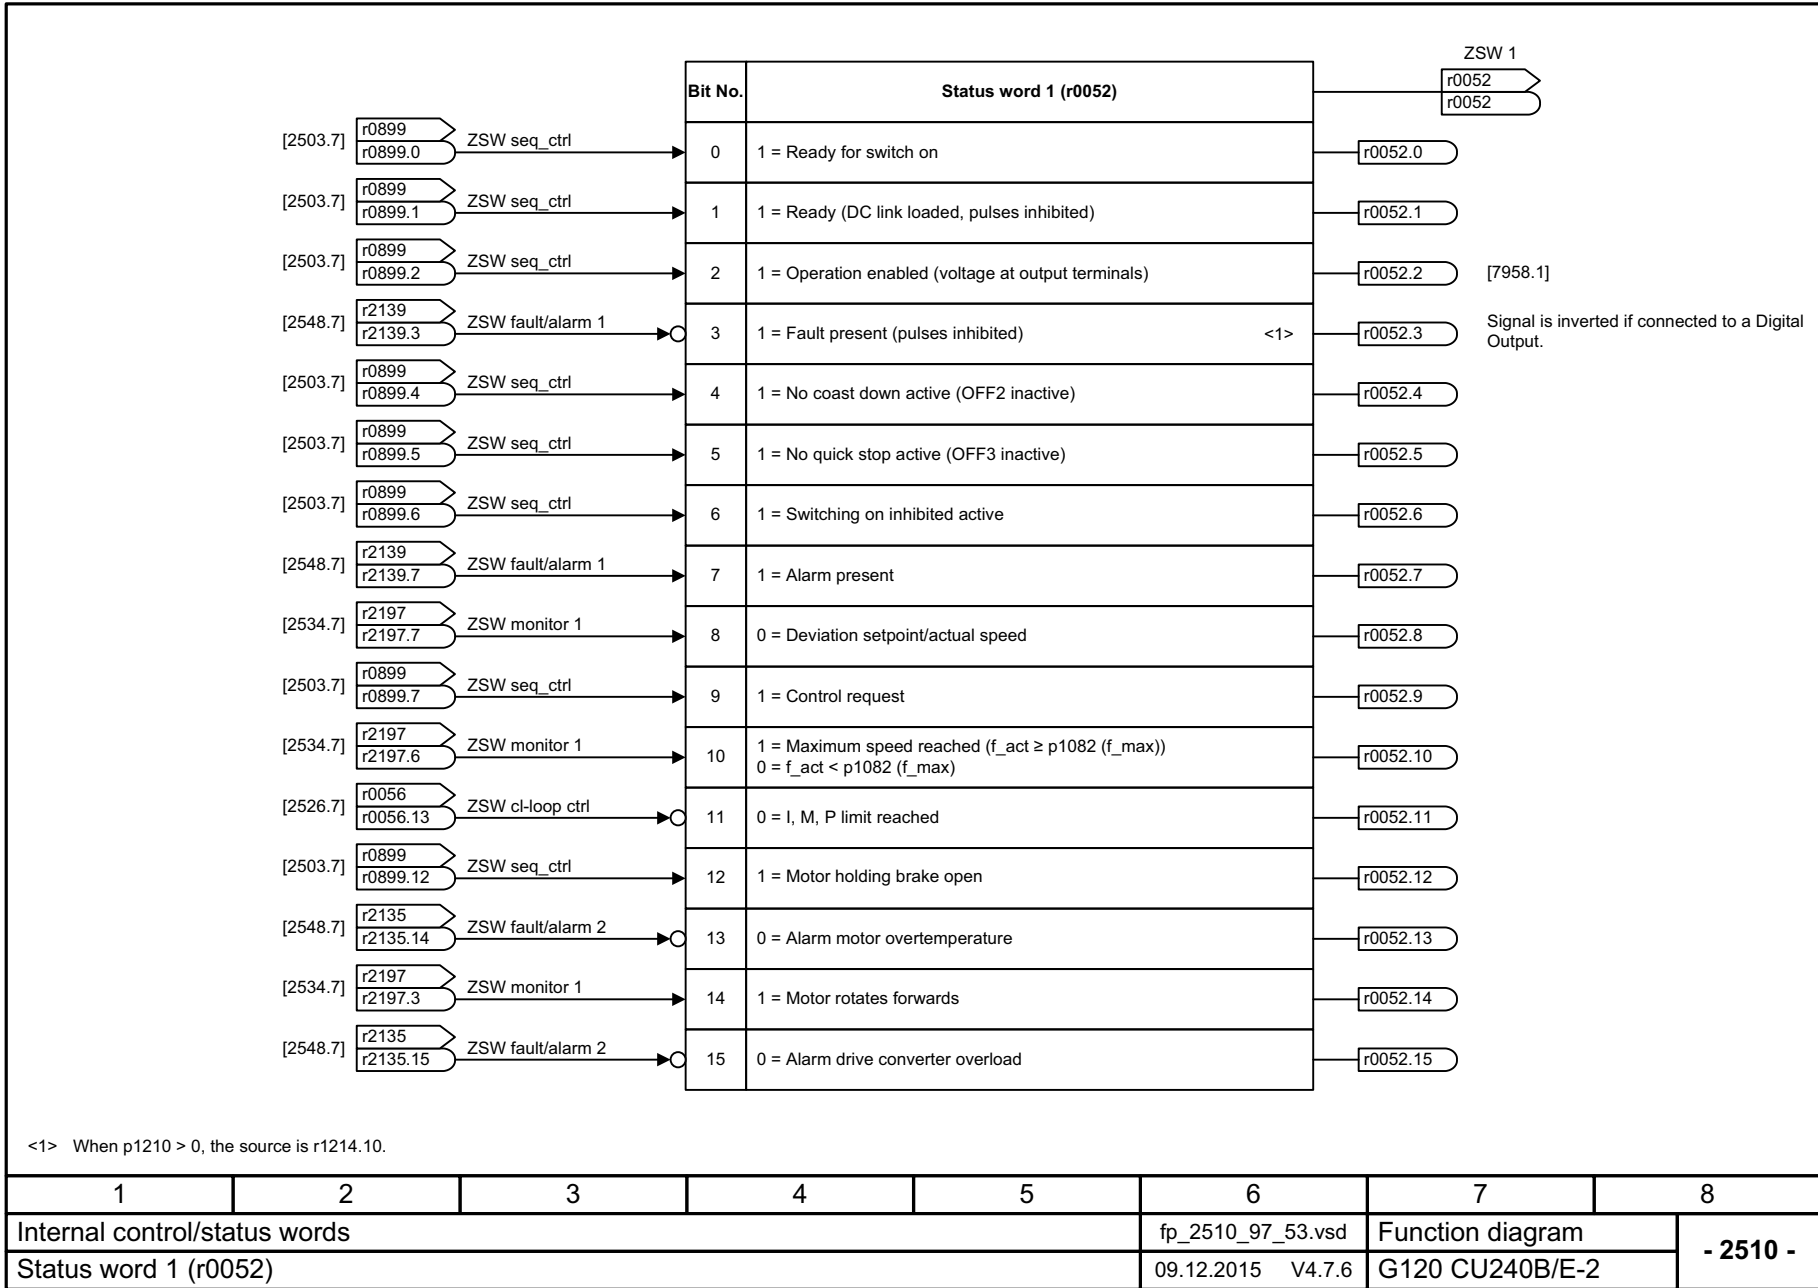 ZSW 1
Bit No. Status word 1 (r0052) r0052
r0052
[2503.7] r0899 ZSW seq_ctrl
r0899.0 0 1 = Ready for switch on r0052.0
[2503.7] r0899 ZSW seq_ctrl
r0899.1 1 1 = Ready (DC link loaded, pulses inhibited) r0052.1
[2503.7] r0899 ZSW seq_ctrl
r0899.2 2 1 = Operation enabled (voltage at output terminals) r0052.2 [7958.1]
[2548.7] r2139 ZSW fault/alarm 1
r2139.3 3 1 = Fault present (pulses inhibited) <1> r0052.3 Signal is inverted if connected to a Digital
Output.
[2503.7] r0899 ZSW seq_ctrl
r0899.4 4 1 = No coast down active (OFF2 inactive) r0052.4
[2503.7] r0899 ZSW seq_ctrl
r0899.5 5 1 = No quick stop active (OFF3 inactive) r0052.5
[2503.7] r0899 ZSW seq_ctrl
r0899.6 6 1 = Switching on inhibited active r0052.6
[2548.7] r2139 ZSW fault/alarm 1
r2139.7 7 1 = Alarm present r0052.7
[2534.7] r2197 ZSW monitor 1
r2197.7 8 0 = Deviation setpoint/actual speed r0052.8
[2503.7] r0899 ZSW seq_ctrl
r0899.7 9 1 = Control request r0052.9
[2534.7] r2197 ZSW monitor 1
r2197.6 10 1 = Maximum speed reached (f_act ≥ p1082 (f_max)) r0052.10
0 = f_act < p1082 (f_max)
[2526.7] r0056 ZSW cl-loop ctrl
r0056.13 11 0 = I, M, P limit reached r0052.11
[2503.7] r0899 ZSW seq_ctrl
r0899.12 12 1 = Motor holding brake open r0052.12
[2548.7] r2135 ZSW fault/alarm 2
r2135.14 13 0 = Alarm motor overtemperature r0052.13
[2534.7] r2197 ZSW monitor 1
r2197.3 14 1 = Motor rotates forwards r0052.14
[2548.7] r2135 ZSW fault/alarm 2
r2135.15 15 0 = Alarm drive converter overload r0052.15
<1> When p1210 > 0, the source is r1214.10.
1 2 3 4 5 6 7 8
Internal control/status words fp_2510_97_53.vsd Function diagram - 2510 -
Status word 1 (r0052) 09.12.2015 V4.7.6 G120 CU240B/E-2